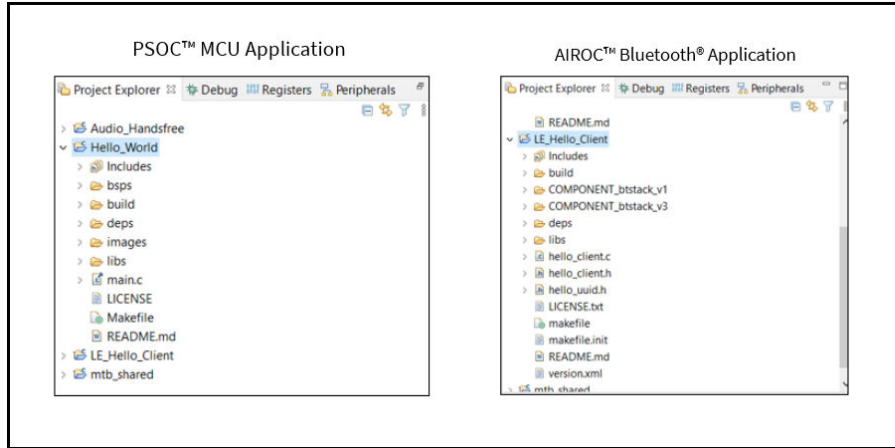 PSOC™ MCU Application
Project Explorer Debug Registers Peripherals
Audio_Handsfree
Hello_World
Includes
bsps
build
deps
images
libs
main.c
LICENSE
Makefile
README.md
LE_Hello_Client
mtb_shared
AIROC™ Bluetooth® Application
Project Explorer Debug Registers Peripherals
README.md
LE_Hello_Client
Includes
build
COMPONENT_btstack_v1
COMPONENT_btstack_v3
deps
libs
hello_client.c
hello_client.h
hello_uuid.h
LICENSE.txt
makefile
makefile.init
README.md
version.xml
mtb_shared